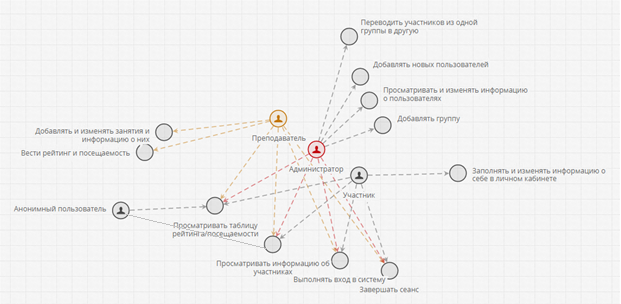 Переводить участников из одной
группы в другую
Добавлять новых пользователей
Просматривать и изменять информацию
о пользователях
Добавлять группу
Преподаватель
Добавлять и изменять занятия и
информацию о них
Вести рейтинг и посещаемость
Администратор
Заполнять и изменять информацию о
себе в личном кабинете
Участник
Анонимный пользователь
Просматривать таблицу
рейтинга/посещаемости
Просматривать информацию об
участниках
Выполнять вход в систему
Завершать сеанс